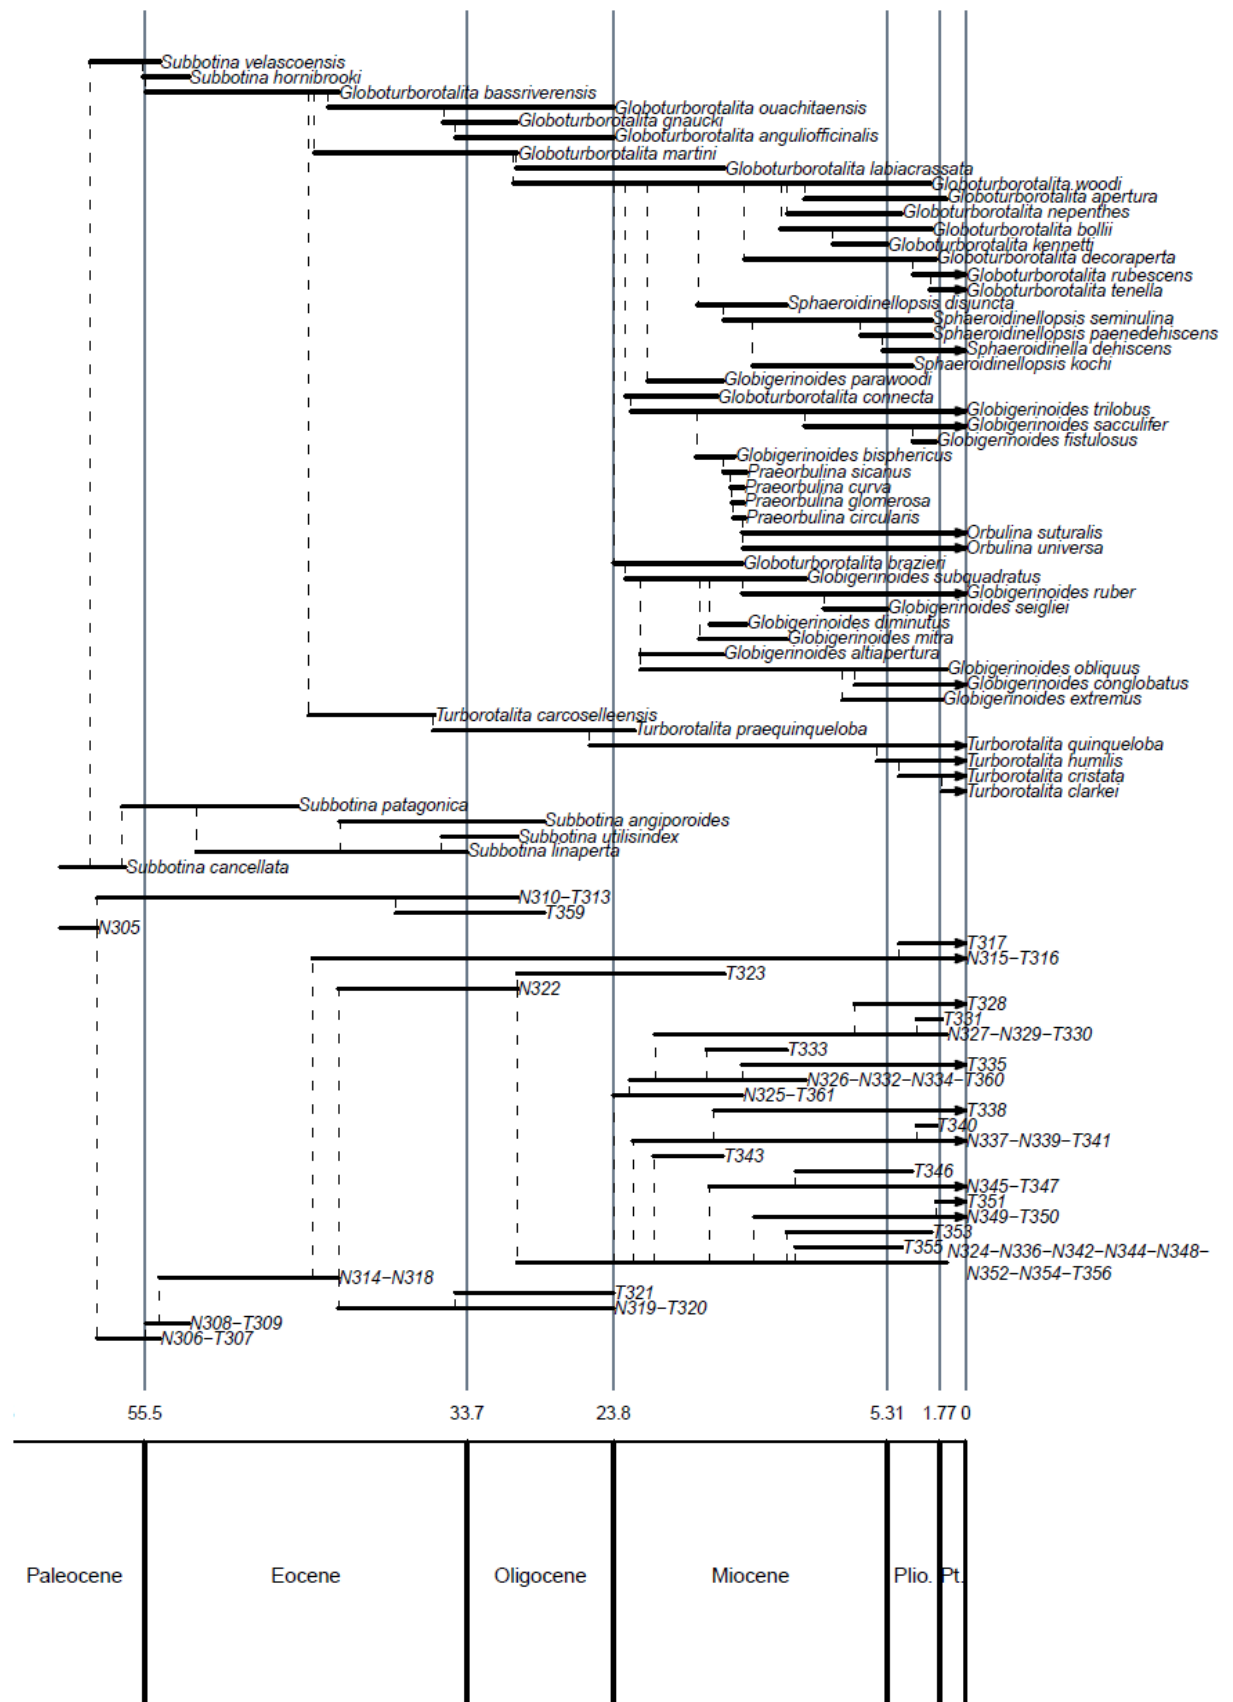 Subbotina velascoensis
Subbotina hornibrooki
Globoturborotalita bassriverensis
Globoturborotalita ouachitaensis
Globoturborotalita gnaucki
Globoturborotalita anguliofficinalis
Globoturborotalita martini
Globoturborotalita labiacrassata
Globoturborotalita woodi
Globoturborotalita apertura
Globoturborotalita nepenthes
Globoturborotalita bollii
Globoturborotalita kennetti
Globoturborotalita decoraperta
Globoturborotalita rubescens
Globoturborotalita tenella
Sphaeroidinellopsis disjuncta
Sphaeroidinellopsis seminulina
Sphaeroidinellopsis paenedehiscens
Sphaeroidinella dehiscens
Sphaeroidinellopsis kochi
Globigerinoides parawoodi
Globoturborotalita connecta
Globigerinoides trilobus
Globigerinoides sacculifer
Globigerinoides fistulosus
Globigerinoides bisphericus
Praeorbulina sicanus
Praeorbulina curva
Praeorbulina glomerosa
Praeorbulina circularis
Orbulina suturalis
Orbulina universa
Globoturborotalita brazieri
Globigerinoides subquadratus
Globigerinoides ruber
Globigerinoides seigliei
Globigerinoides diminutus
Globigerinoides mitra
Globigerinoides altiapertura
Globigerinoides obliquus
Globigerinoides conglobatus
Globigerinoides extremus
Turborotalita carcoselleensis
Turborotalita praequinqueloba
Turborotalita quinqueloba
Turborotalita humilis
Turborotalita cristata
Turborotalita clarkei
Subbotina patagonica
Subbotina angiporoides
Subbotina utilisindex
Subbotina linaperta
Subbotina cancellata
N310−T313
T359
N305
T317
N315−T316
T323
N322
T328
T331
N327−N329−T330
T333
T335
N326−N332−N334−T360
N325−T361
T338
T340
N337−N339−T341
T343
T346
N345−T347
T351
N349−T350
T353
T355
N324−N336−N342−N344−N348−
N352−N354−T356
N314−N318
T321
N319−T320
N308−T309
N306−T307
55.5 33.7 23.8 5.31 1.77 0
Paleocene Eocene Oligocene Miocene Plio. Pt.